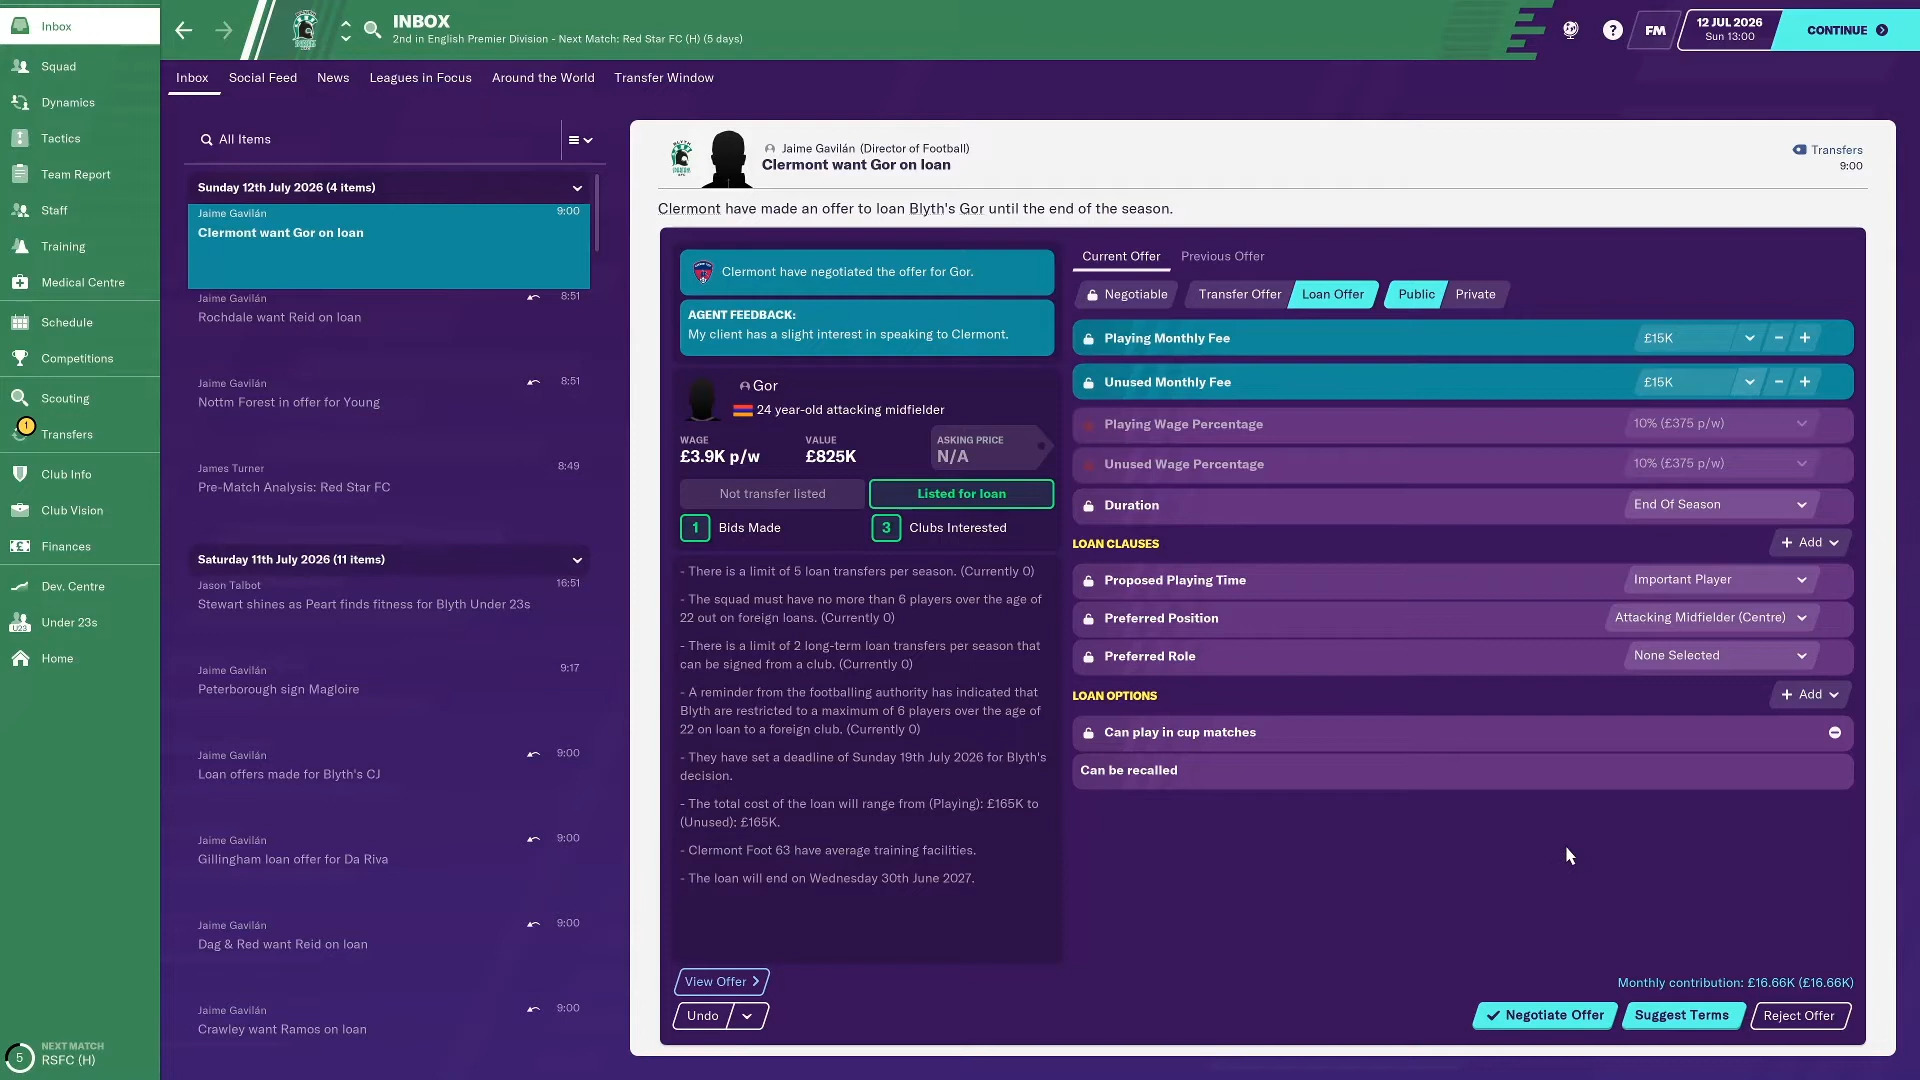 Inbox
Squad
Dynamics
Tactics
Team Report
Staff
Training
Medical Centre
Schedule
Competitions
Scouting
1
Transfers
Club Info
Club Vision
Finances
Dev. Centre
U23
Under 23s
Home
5
NEXT MATCH
RSFC (H)
INBOX
2nd in English Premier Division - Next Match: Red Star FC (H) (5 days)
?
FM
12 JUL 2026
Sun 13:00
CONTINUE
Inbox
Social Feed
News
Leagues in Focus
Around the World
Transfer Window
All Items
Sunday 12th July 2026 (4 items)
Jaime Gavilán 9:00
Clermont want Gor on loan
Jaime Gavilán 8:51
Rochdale want Reid on loan
Jaime Gavilán 8:51
Nottm Forest in offer for Young
James Turner 8:49
Pre-Match Analysis: Red Star FC
Saturday 11th July 2026 (11 items)
Jason Talbot 16:51
Stewart shines as Peart finds fitness for Blyth Under 23s
Jaime Gavilán 9:17
Peterborough sign Magloire
Jaime Gavilán 9:00
Loan offers made for Blyth's CJ
Jaime Gavilán 9:00
Gillingham loan offer for Da Riva
Jaime Gavilán 9:00
Dag & Red want Reid on loan
Jaime Gavilán 9:00
Crawley want Ramos on loan
Jaime Gavilán (Director of Football)
Clermont want Gor on loan
Transfers
9:00
Clermont have made an offer to loan Blyth's Gor until the end of the season.
Clermont have negotiated the offer for Gor.
AGENT FEEDBACK:
My client has a slight interest in speaking to Clermont.
Gor
24 year-old attacking midfielder
WAGE
£3.9K p/w
VALUE
£825K
ASKING PRICE
N/A
Not transfer listed
Listed for loan
1 Bids Made
3 Clubs Interested
- There is a limit of 5 loan transfers per season. (Currently 0)
- The squad must have no more than 6 players over the age of
22 out on foreign loans. (Currently 0)
- There is a limit of 2 long-term loan transfers per season that
can be signed from a club. (Currently 0)
- A reminder from the footballing authority has indicated that
Blyth are restricted to a maximum of 6 players over the age of
22 on loan to a foreign club. (Currently 0)
- They have set a deadline of Sunday 19th July 2026 for Blyth's
decision.
- The total cost of the loan will range from (Playing): £165K to
(Unused): £165K.
- Clermont Foot 63 have average training facilities.
- The loan will end on Wednesday 30th June 2027.
View Offer
Undo
Current Offer
Previous Offer
Negotiable
Transfer Offer
Loan Offer
Public
Private
Playing Monthly Fee £15K
Unused Monthly Fee £15K
Playing Wage Percentage 10% (£375 p/w)
Unused Wage Percentage 10% (£375 p/w)
Duration End Of Season
LOAN CLAUSES + Add
Proposed Playing Time Important Player
Preferred Position Attacking Midfielder (Centre)
Preferred Role None Selected
LOAN OPTIONS + Add
Can play in cup matches
Can be recalled
Monthly contribution: £16.66K (£16.66K)
Negotiate Offer
Suggest Terms
Reject Offer